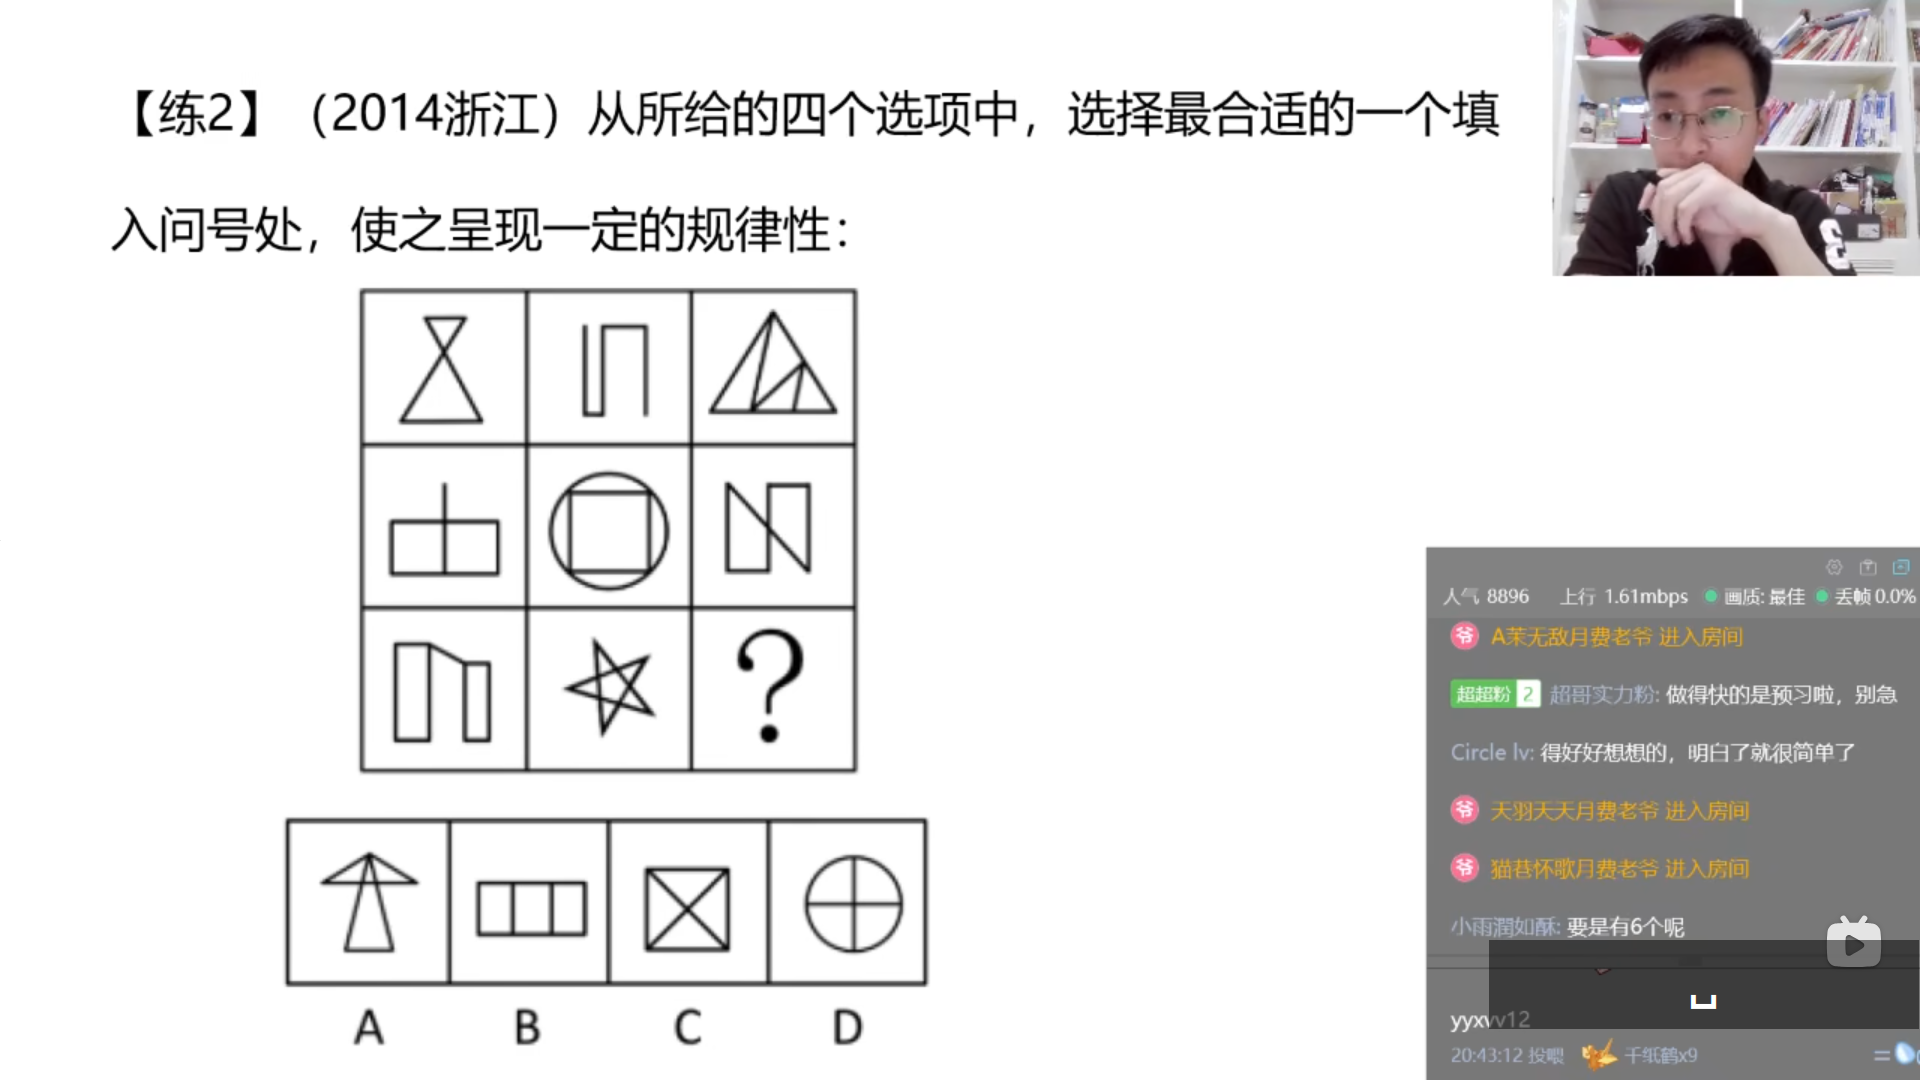 【练2】（2014浙江）从所给的四个选项中，选择最合适的一个填
入问号处，使之呈现一定的规律性：
?
A B C D
人气 8896 上行 1.61mbps 画质: 最佳 丢帧 0.0%
爷 A茉无敌月费老爷 进入房间
超超粉 2 超哥实力粉: 做得快的是预习啦，别急
Circle lv: 得好好想想的，明白了就很简单了
爷 天羽天天月费老爷 进入房间
爷 猫巷怀歌月费老爷 进入房间
小雨潤如酥: 要是有6个呢
yyxvv12
20:43:12 投喂 千纸鹤x9